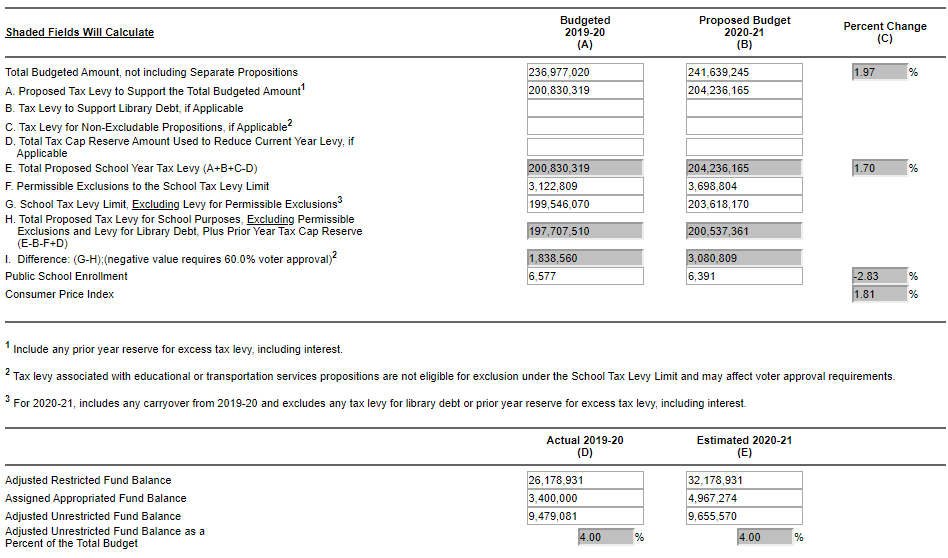 Shaded Fields Will Calculate
Budgeted
2019-20
(A)
Proposed Budget
2020-21
(B)
Percent Change
(C)
Total Budgeted Amount, not including Separate Propositions 236,977,020 241,639,245 1.97 %
A. Proposed Tax Levy to Support the Total Budgeted Amount1 200,830,319 204,236,165
B. Tax Levy to Support Library Debt, if Applicable
C. Tax Levy for Non-Excludable Propositions, if Applicable2
D. Total Tax Cap Reserve Amount Used to Reduce Current Year Levy, if
Applicable
E. Total Proposed School Year Tax Levy (A+B+C-D) 200,830,319 204,236,165 1.70 %
F. Permissible Exclusions to the School Tax Levy Limit 3,122,809 3,698,804
G. School Tax Levy Limit, Excluding Levy for Permissible Exclusions3 199,546,070 203,618,170
H. Total Proposed Tax Levy for School Purposes, Excluding Permissible
Exclusions and Levy for Library Debt, Plus Prior Year Tax Cap Reserve 197,707,510 200,537,361
(E-B-F+D)
I. Difference: (G-H);(negative value requires 60.0% voter approval)2 1,838,560 3,080,809
Public School Enrollment 6,577 6,391 -2.83 %
Consumer Price Index 1.81 %
1 Include any prior year reserve for excess tax levy, including interest.
2 Tax levy associated with educational or transportation services propositions are not eligible for exclusion under the School Tax Levy Limit and may affect voter approval requirements.
3 For 2020-21, includes any carryover from 2019-20 and excludes any tax levy for library debt or prior year reserve for excess tax levy, including interest.
Actual 2019-20
(D)
Estimated 2020-21
(E)
Adjusted Restricted Fund Balance 26,178,931 32,178,931
Assigned Appropriated Fund Balance 3,400,000 4,967,274
Adjusted Unrestricted Fund Balance 9,479,081 9,655,570
Adjusted Unrestricted Fund Balance as a
Percent of the Total Budget 4.00 % 4.00 %